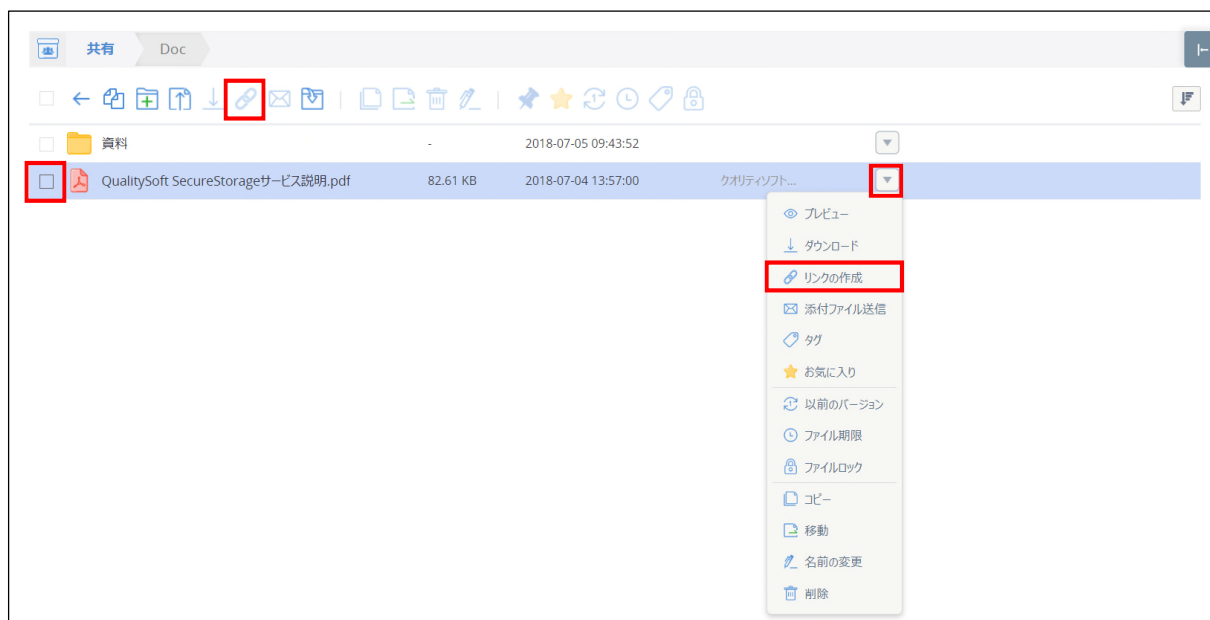 共有 Doc
資料 - 2018-07-05 09:43:52
QualitySoft SecureStorageサービス説明.pdf 82.61 KB 2018-07-04 13:57:00 クオリティソフト...
プレビュー
ダウンロード
リンクの作成
添付ファイル送信
タグ
お気に入り
以前のバージョン
ファイル期限
ファイルロック
コピー
移動
名前の変更
削除